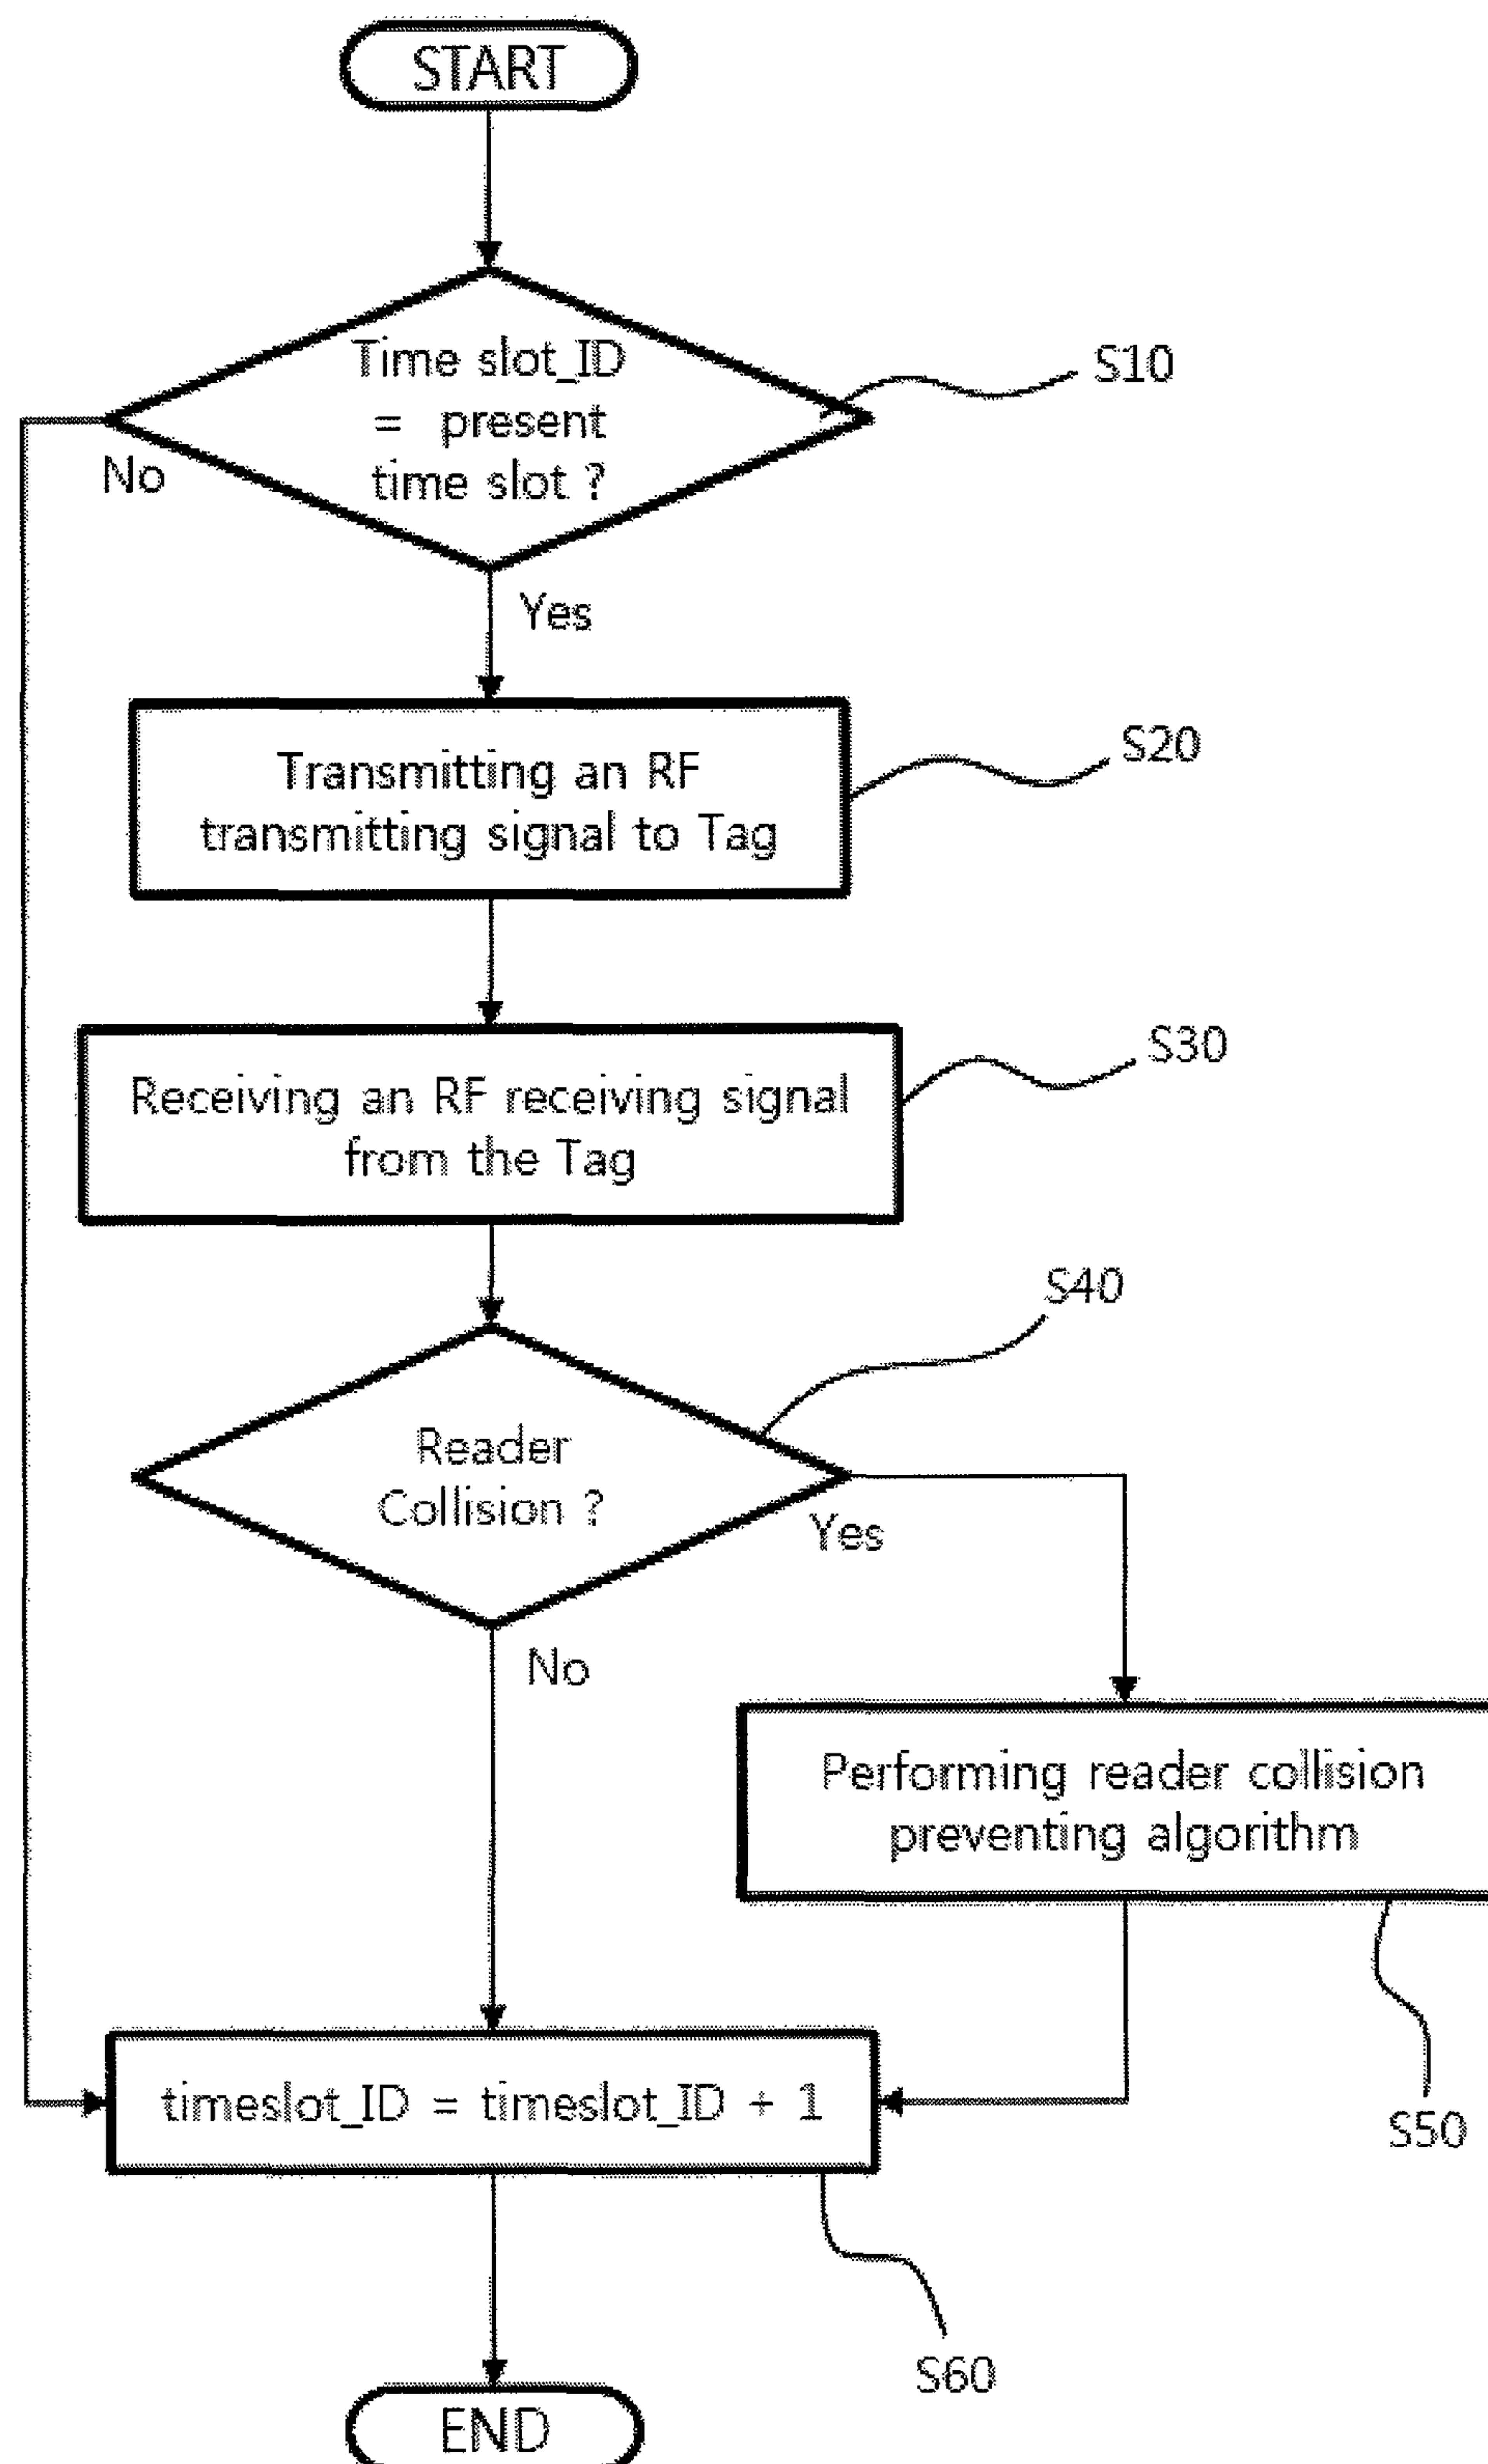 START
Time slot_ID
= present
time slot ?
S10
No
Yes
Transmitting an RF
transmitting signal to Tag
S20
Receiving an RF receiving signal
from the Tag
S30
S40
Reader
Collision ?
Yes
No
Performing reader collision
preventing algorithm
S50
timeslot_ID = timeslot_ID + 1
S60
END